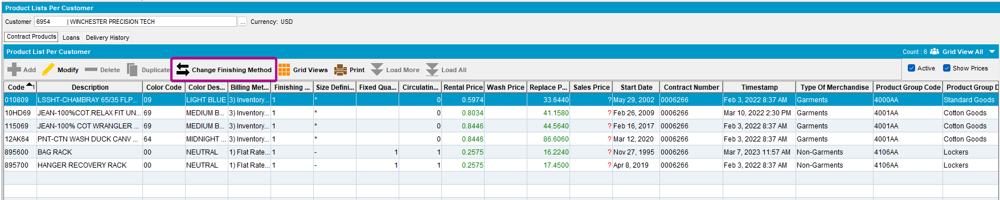 Product Lists Per Customer
Customer 6954 | WINCHESTER PRECISION TECH ... Currency: USD
Contract Products Loans Delivery History
Product List Per Customer Count : 6 Grid View All
Add Modify Delete Duplicate Change Finishing Method Grid Views Print Load More Load All Active Show Prices
Code 1 Description Color Code Color Des... Billing Met... Finishing ... Size Defini... Fixed Qua... Circulatin... Rental Price Wash Price Replace P... Sales Price Start Date Contract Number Timestamp Type Of Merchandise Product Group Code Product Group D
010809 LSSHT-CHAMBRAY 65/35 FLP... 09 LIGHT BLUE 3) Inventory... 1 * 0 0.5974 33.6440 ? May 29, 2002 0006266 Feb 3, 2022 8:37 AM Garments 4000AA Standard Goods
10HD69 JEAN-100%COT.RELAX FIT UN... 69 MEDIUM B... 3) Inventory... 1 * 0 0.8034 41.1580 ? Feb 26, 2009 0006266 Mar 10, 2022 2:30 PM Garments 4001AA Cotton Goods
115069 JEAN-100% COT WRANGLER ... 69 MEDIUM B... 3) Inventory... 1 * 0 0.8446 44.5640 ? Feb 16, 2017 0006266 Feb 3, 2022 8:37 AM Garments 4001AA Cotton Goods
12AK64 PNT-CTN WASH DUCK CANV ... 64 MIDNIGHT ... 3) Inventory... 1 * 0 0.8446 86.6060 ? Mar 12, 2020 0006266 Feb 3, 2022 8:37 AM Garments 4001AA Cotton Goods
895600 BAG RACK 00 NEUTRAL 1) Flat Rate... 1 - 1 1 0.2575 16.2240 ? Nov 27, 1995 0006266 Mar 7, 2023 11:57 AM Non-Garments 4106AA Lockers
895700 HANGER RECOVERY RACK 00 NEUTRAL 1) Flat Rate... 1 - 1 1 0.2575 17.4500 ? Apr 8, 2019 0006266 Feb 3, 2022 8:37 AM Non-Garments 4106AA Lockers